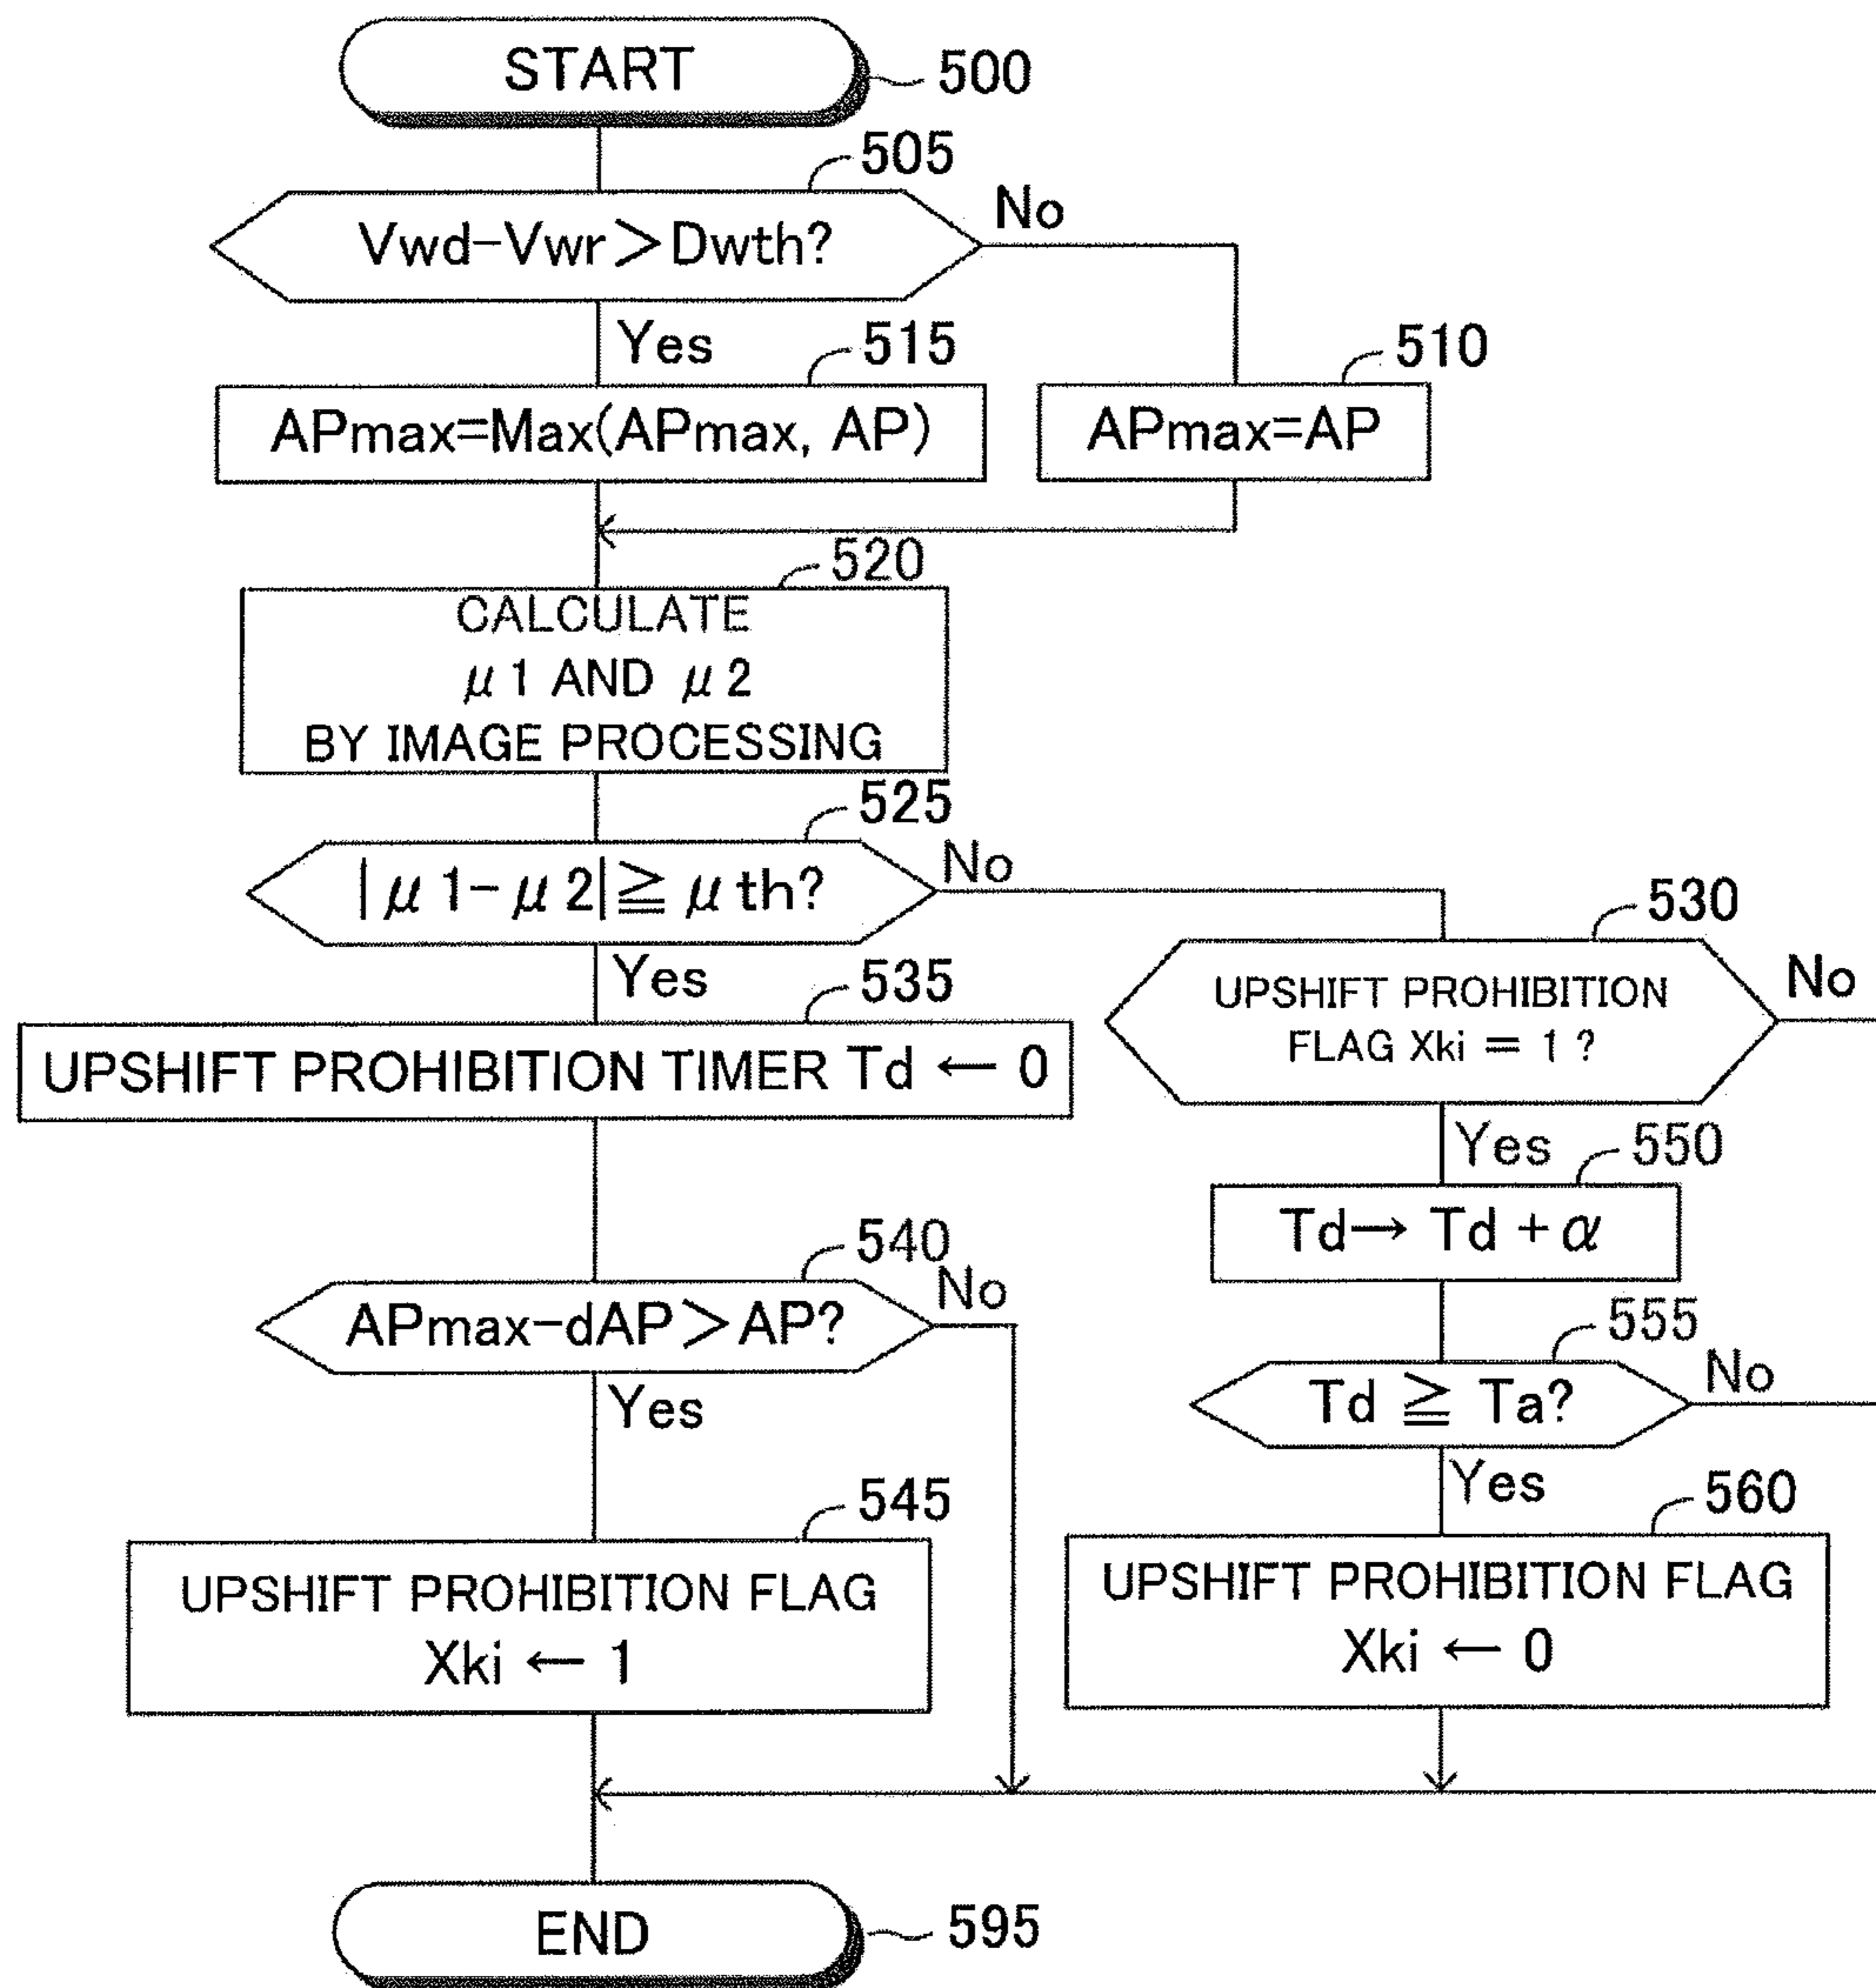 START
500
505
Vwd-Vwr>Dwth?
No
Yes
515
APmax=Max(APmax, AP)
510
APmax=AP
520
CALCULATE
μ1 AND μ2
BY IMAGE PROCESSING
525
|μ1-μ2|≧μth?
No
Yes
530
UPSHIFT PROHIBITION
FLAG Xki = 1 ?
No
Yes
535
UPSHIFT PROHIBITION TIMER Td ← 0
550
Td→ Td + α
540
APmax-dAP>AP?
No
Yes
555
Td ≧ Ta?
No
Yes
545
UPSHIFT PROHIBITION FLAG
Xki ← 1
560
UPSHIFT PROHIBITION FLAG
Xki ← 0
END
595